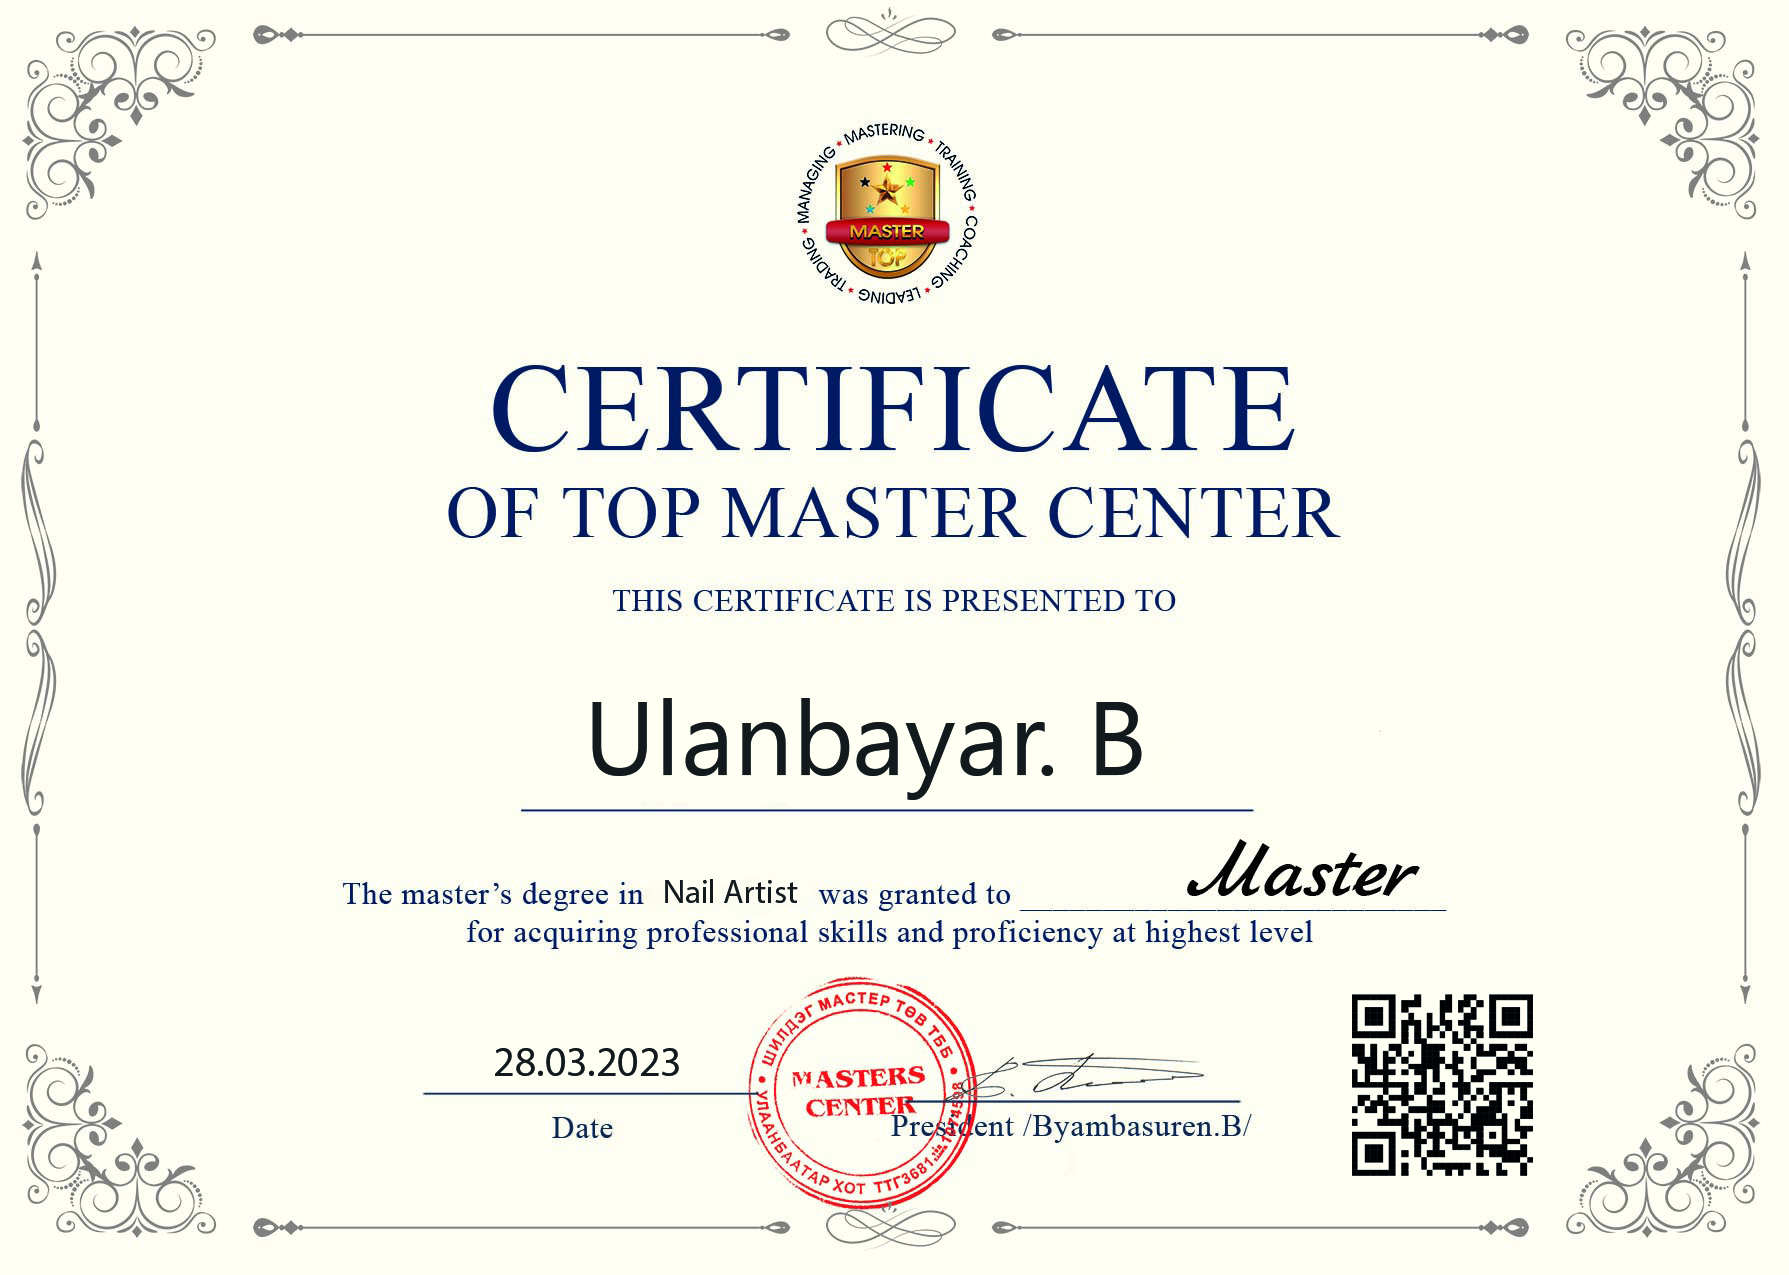 MANAGING * MASTERING * TRAINING * COACHING * LEADING * TRADING *
MASTER
TOP
CERTIFICATE
OF TOP MASTER CENTER
THIS CERTIFICATE IS PRESENTED TO
Ulanbayar. B
The master’s degree in Nail Artist was granted to Master
for acquiring professional skills and proficiency at highest level
28.03.2023
Date
ШИЛДЭГ МАСТЕР ТӨВ ТББ
MASTERS
CENTER
УЛААНБААТАР ХОТ ТТГ3681
President /Byambasuren.B/